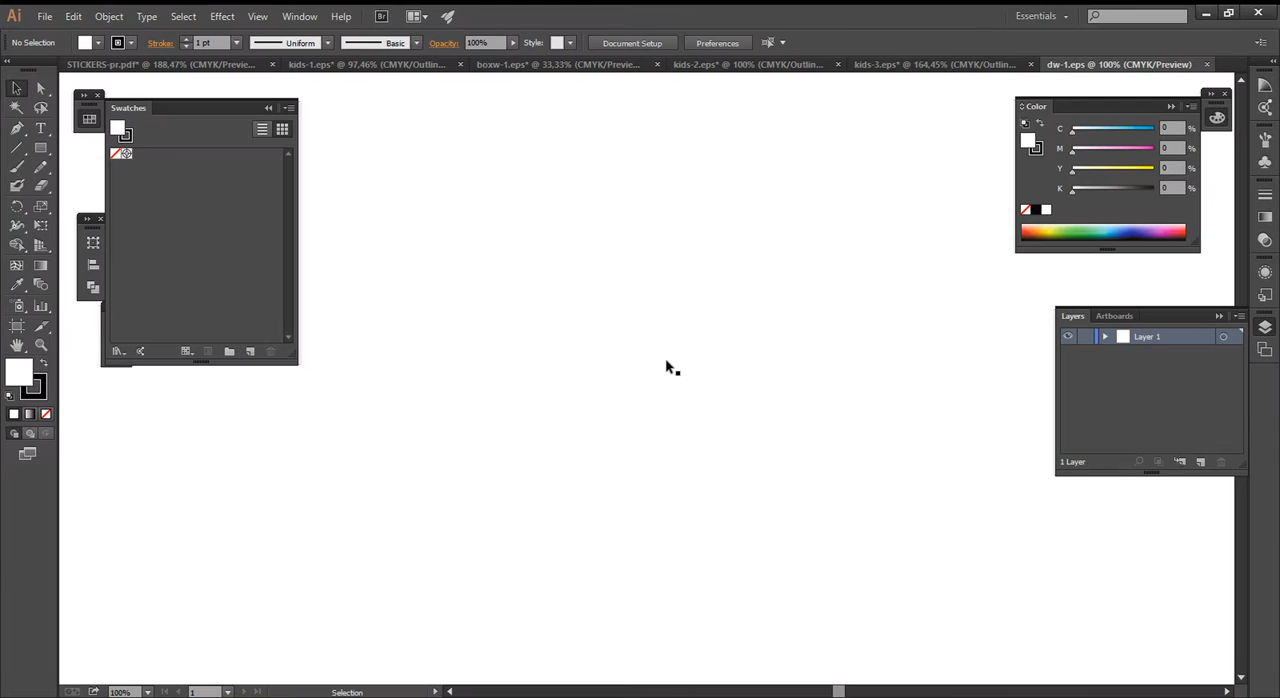 Ai File Edit Object Type Select Effect View Window Help Br Essentials
No Selection Stroke: 1 pt Uniform Basic Opacity: 100% Style: Document Setup Preferences
STICKERS-pr.pdf* @ 188,47% (CMYK/Previe... kids-1.eps* @ 97,46% (CMYK/Outlin... boxw-1.eps* @ 33,33% (CMYK/Previe... kids-2.eps* @ 100% (CMYK/Outlin... kids-3.eps* @ 164,45% (CMYK/Outlin... dw-1.eps @ 100% (CMYK/Preview)
Swatches
Color
C 0 %
M 0 %
Y 0 %
K 0 %
Layers Artboards
Layer 1
1 Layer
100% 1 Selection